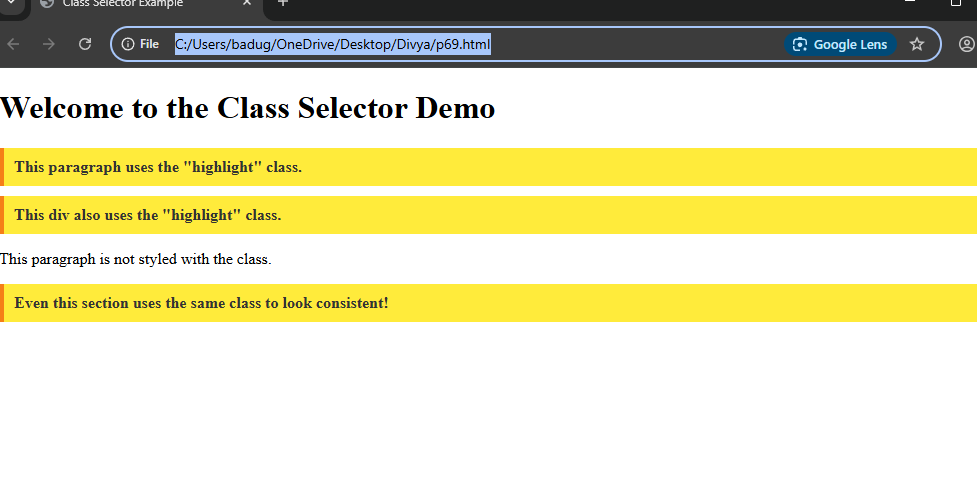 Class Selector Example
File C:/Users/badug/OneDrive/Desktop/Divya/p69.html Google Lens
Welcome to the Class Selector Demo
This paragraph uses the "highlight" class.
This div also uses the "highlight" class.
This paragraph is not styled with the class.
Even this section uses the same class to look consistent!